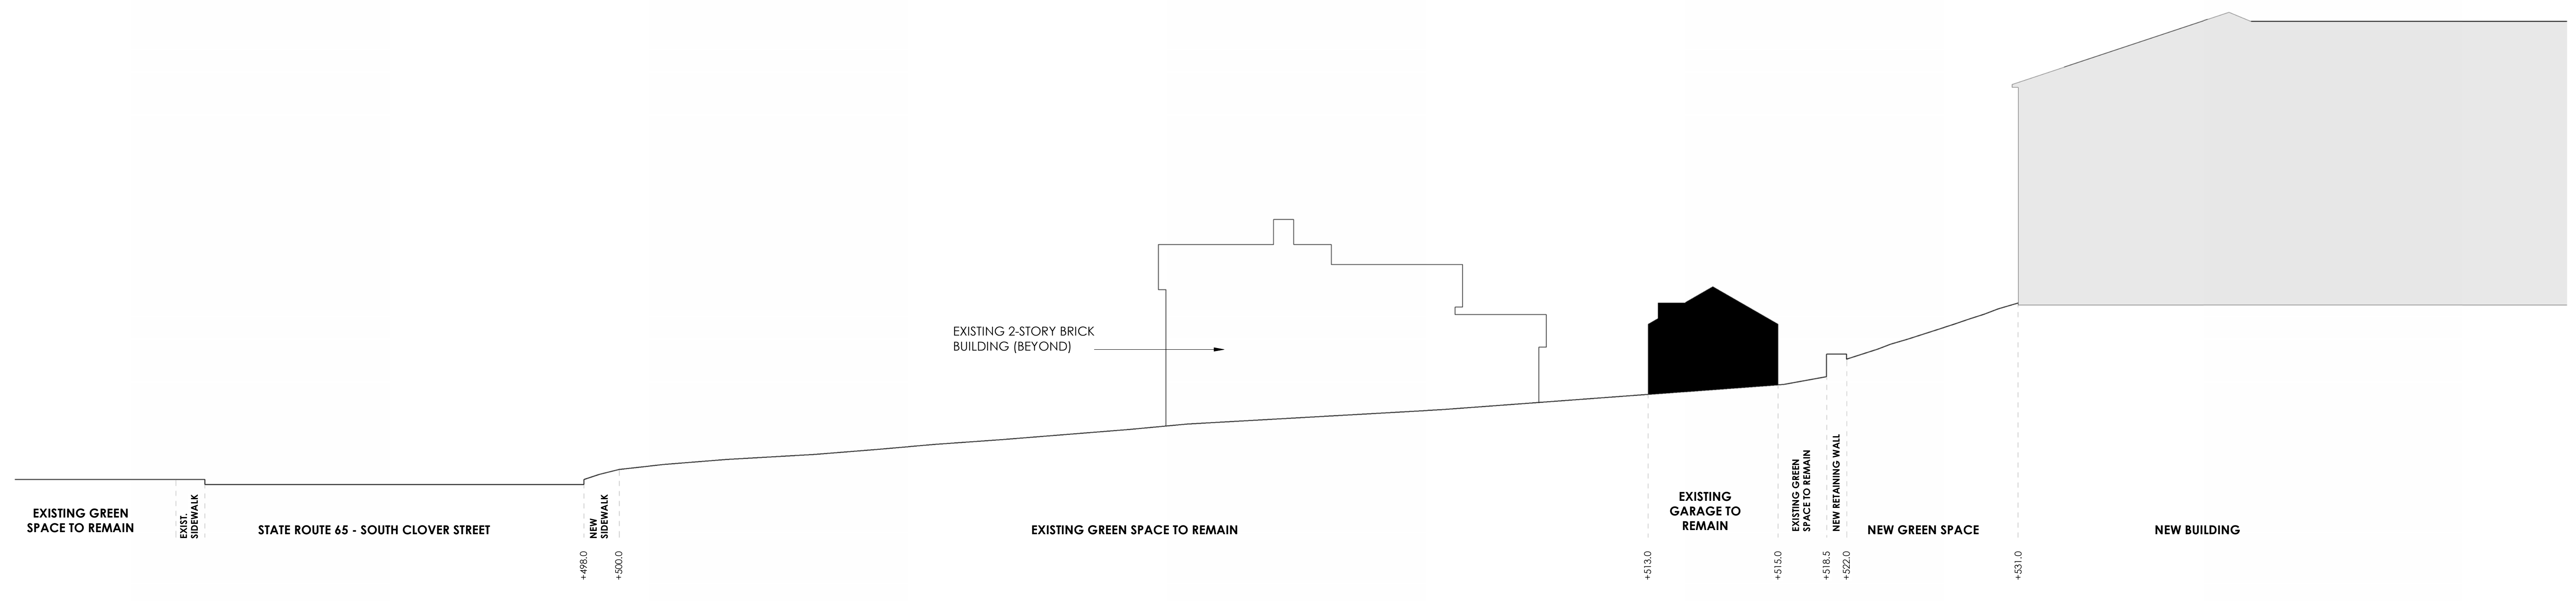 EXISTING 2-STORY BRICK
BUILDING (BEYOND)
EXISTING GREEN
SPACE TO REMAIN
EXIST.
SIDEWALK
STATE ROUTE 65 - SOUTH CLOVER STREET
NEW
SIDEWALK
EXISTING GREEN SPACE TO REMAIN
EXISTING
GARAGE TO
REMAIN
EXISTING GREEN
SPACE TO REMAIN
NEW RETAINING WALL
NEW GREEN SPACE
NEW BUILDING
+498.0
+500.0
+513.0
+515.0
+518.5
+522.0
+531.0